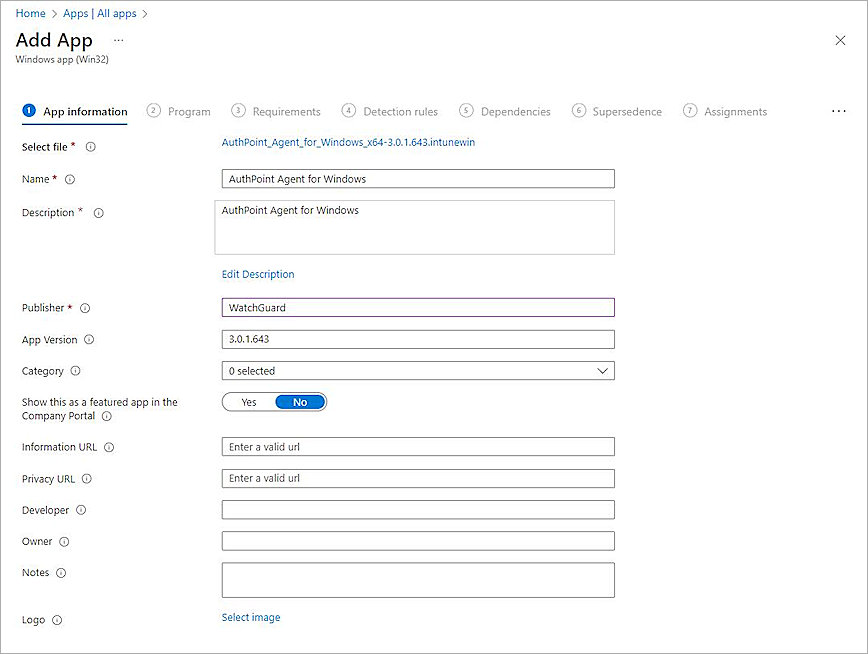 Home > Apps | All apps >
Add App ...
Windows app (Win32)
1 App information 2 Program 3 Requirements 4 Detection rules 5 Dependencies 6 Supersedence 7 Assignments ...
Select file * AuthPoint_Agent_for_Windows_x64-3.0.1.643.intunewin
Name * AuthPoint Agent for Windows
Description * AuthPoint Agent for Windows
Edit Description
Publisher * WatchGuard
App Version 3.0.1.643
Category 0 selected
Show this as a featured app in the
Company Portal
Yes No
Information URL Enter a valid url
Privacy URL Enter a valid url
Developer
Owner
Notes
Logo Select image